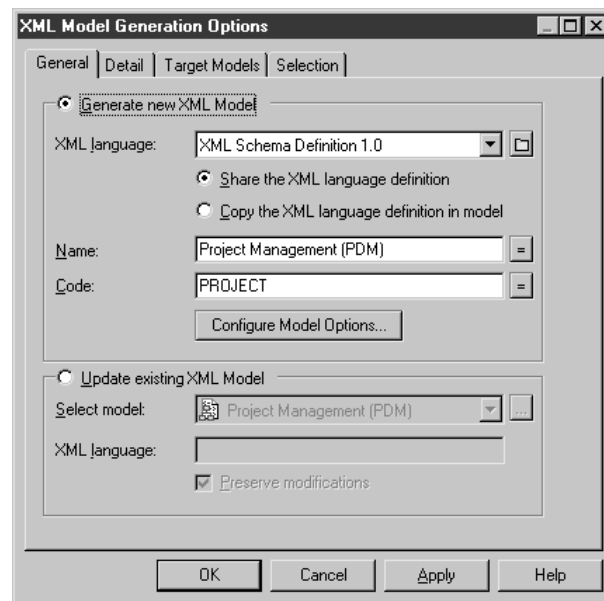 XML Model Generation Options
General Detail Target Models Selection
Generate new XML Model
XML language: XML Schema Definition 1.0
Share the XML language definition
Copy the XML language definition in model
Name: Project Management (PDM) =
Code: PROJECT =
Configure Model Options...
Update existing XML Model
Select model: Project Management (PDM) ...
XML language:
Preserve modifications
OK Cancel Apply Help